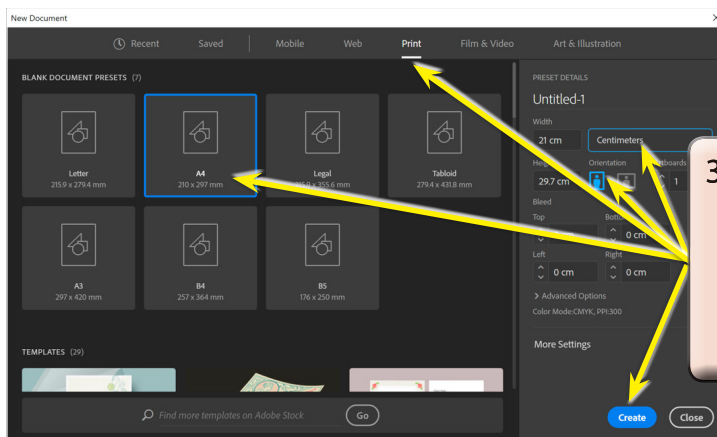 New Document
Recent Saved Mobile Web Print Film & Video Art & Illustration
BLANK DOCUMENT PRESETS (7)
Letter
215.9 x 279.4 mm
A4
210 x 297 mm
Legal
355.6 mm
Tabloid
279.4 x 431.8 mm
A3
297 x 420 mm
B4
257 x 364 mm
B5
176 x 250 mm
TEMPLATES (29)
Find more templates on Adobe Stock
Go
PRESET DETAILS
Untitled-1
Width
21 cm Centimeters
Orientation
29.7 cm 1
Bleed
Top
0 cm
Left Right
0 cm 0 cm
> Advanced Options
Color Mode:CMYK, PPI:300
More Settings
Create Close
3